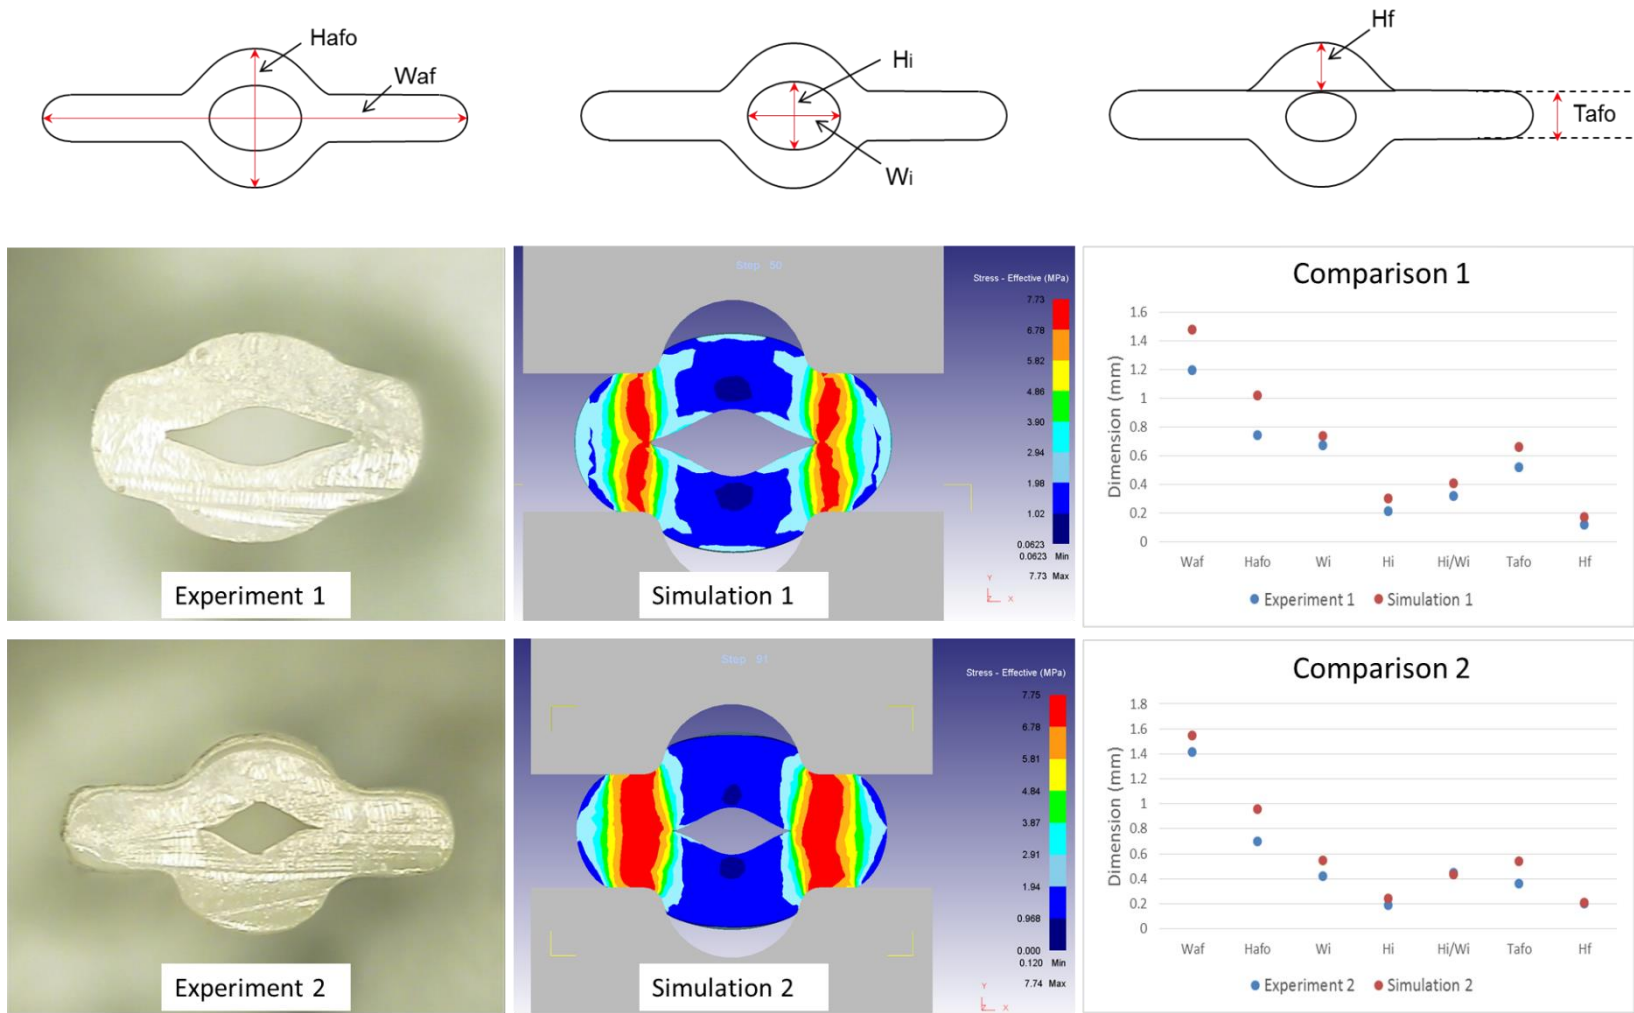 Hafo
Waf
Hi
Wi
Hf
Tafo
Experiment 1
Step 50
Stress - Effective (MPa)
7.73
6.78
5.82
4.86
3.90
2.94
1.98
1.02
0.0623
0.0623 Min
7.73 Max
Y
Z X
Simulation 1
Comparison 1
Dimension (mm)
1.6
1.4
1.2
1
0.8
0.6
0.4
0.2
0
Waf Hafo Wi Hi Hi/Wi Tafo Hf
Experiment 1 Simulation 1
Experiment 2
Step 91
Stress - Effective (MPa)
7.75
6.78
5.81
4.84
3.87
2.91
1.94
0.968
0.000
0.120 Min
7.74 Max
Y
Z X
Simulation 2
Comparison 2
Dimension (mm)
1.8
1.6
1.4
1.2
1
0.8
0.6
0.4
0.2
0
Waf Hafo Wi Hi Hi/Wi Tafo Hf
Experiment 2 Simulation 2